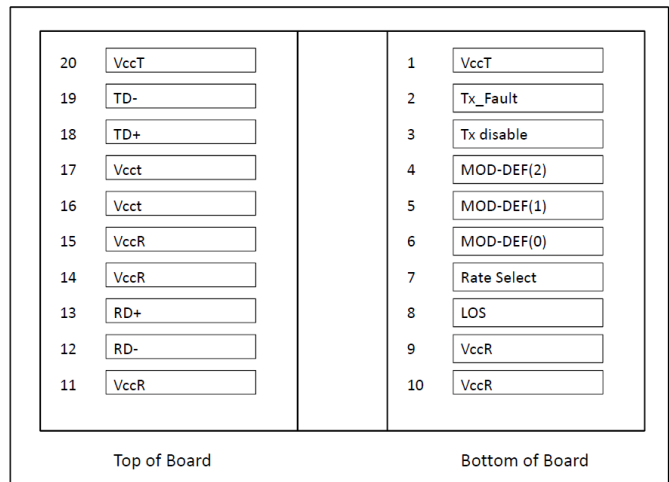 20 VccT
19 TD-
18 TD+
17 Vcct
16 Vcct
15 VccR
14 VccR
13 RD+
12 RD-
11 VccR
Top of Board
1 VccT
2 Tx_Fault
3 Tx disable
4 MOD-DEF(2)
5 MOD-DEF(1)
6 MOD-DEF(0)
7 Rate Select
8 LOS
9 VccR
10 VccR
Bottom of Board